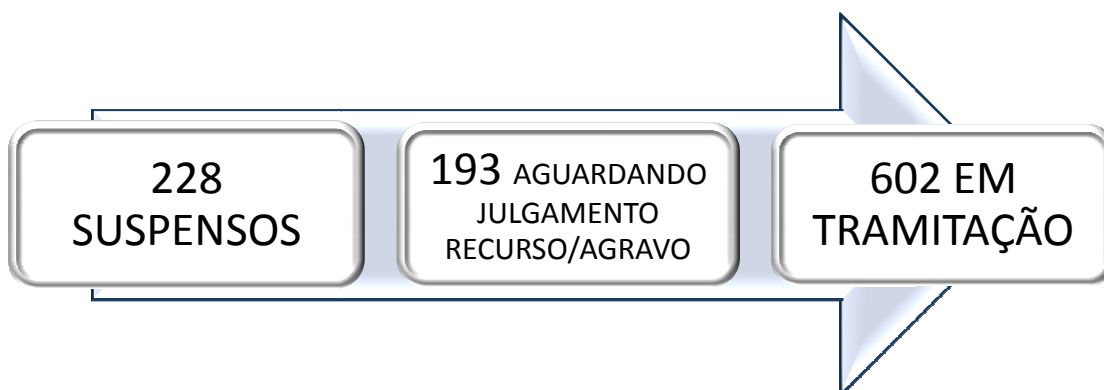 228
SUSPENSOS
193 AGUARDANDO
JULGAMENTO
RECURSO/AGRAVO
602 EM
TRAMITAÇÃO